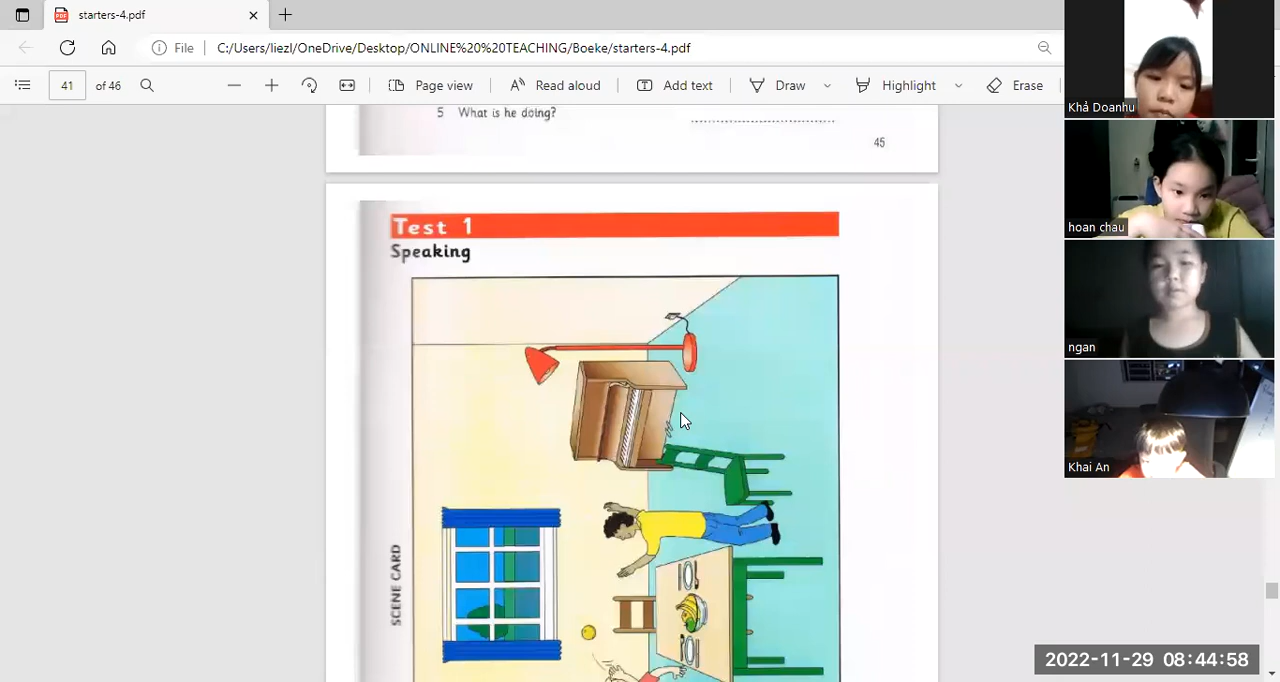 starters-4.pdf
File
C:/Users/liezl/OneDrive/Desktop/ONLINE%20%20TEACHING/Boeke/starters-4.pdf
41 of 46
Page view
Read aloud
Add text
Draw
Highlight
Erase
5 What is he doing?
45
Test 1
Speaking
SCENE CARD
Khả Doanhu
hoan chau
ngan
Khai An
2022-11-29 08:44:58